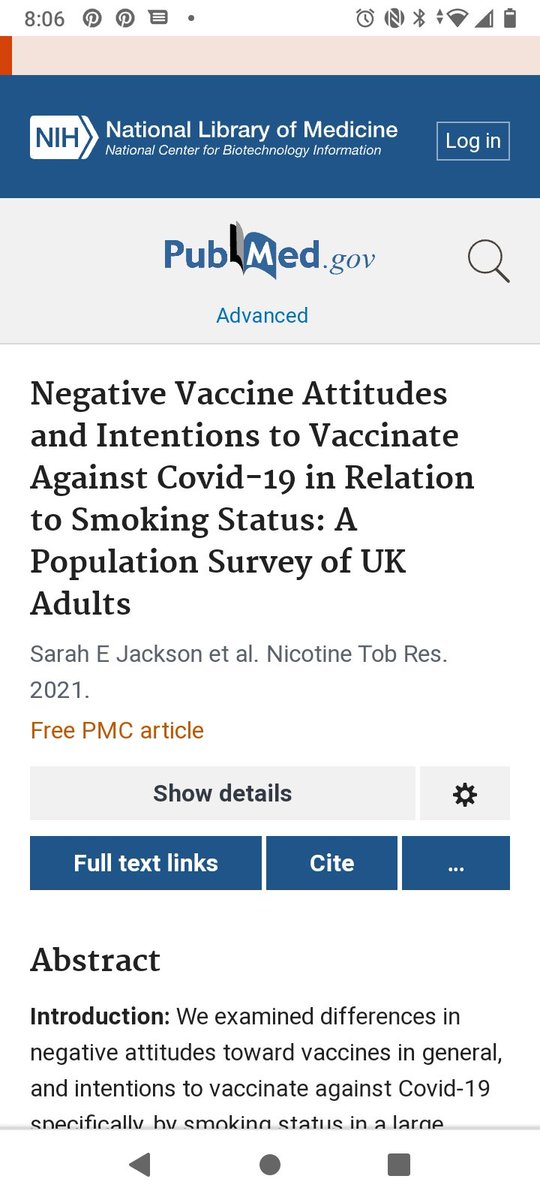 8:06
NIH National Library of Medicine
National Center for Biotechnology Information
Log in
PubMed.gov
Advanced
Negative Vaccine Attitudes
and Intentions to Vaccinate
Against Covid-19 in Relation
to Smoking Status: A
Population Survey of UK
Adults
Sarah E Jackson et al. Nicotine Tob Res.
2021.
Free PMC article
Show details
Full text links
Cite
...
Abstract
Introduction: We examined differences in
negative attitudes toward vaccines in general,
and intentions to vaccinate against Covid-19
specifically, by smoking status in a large